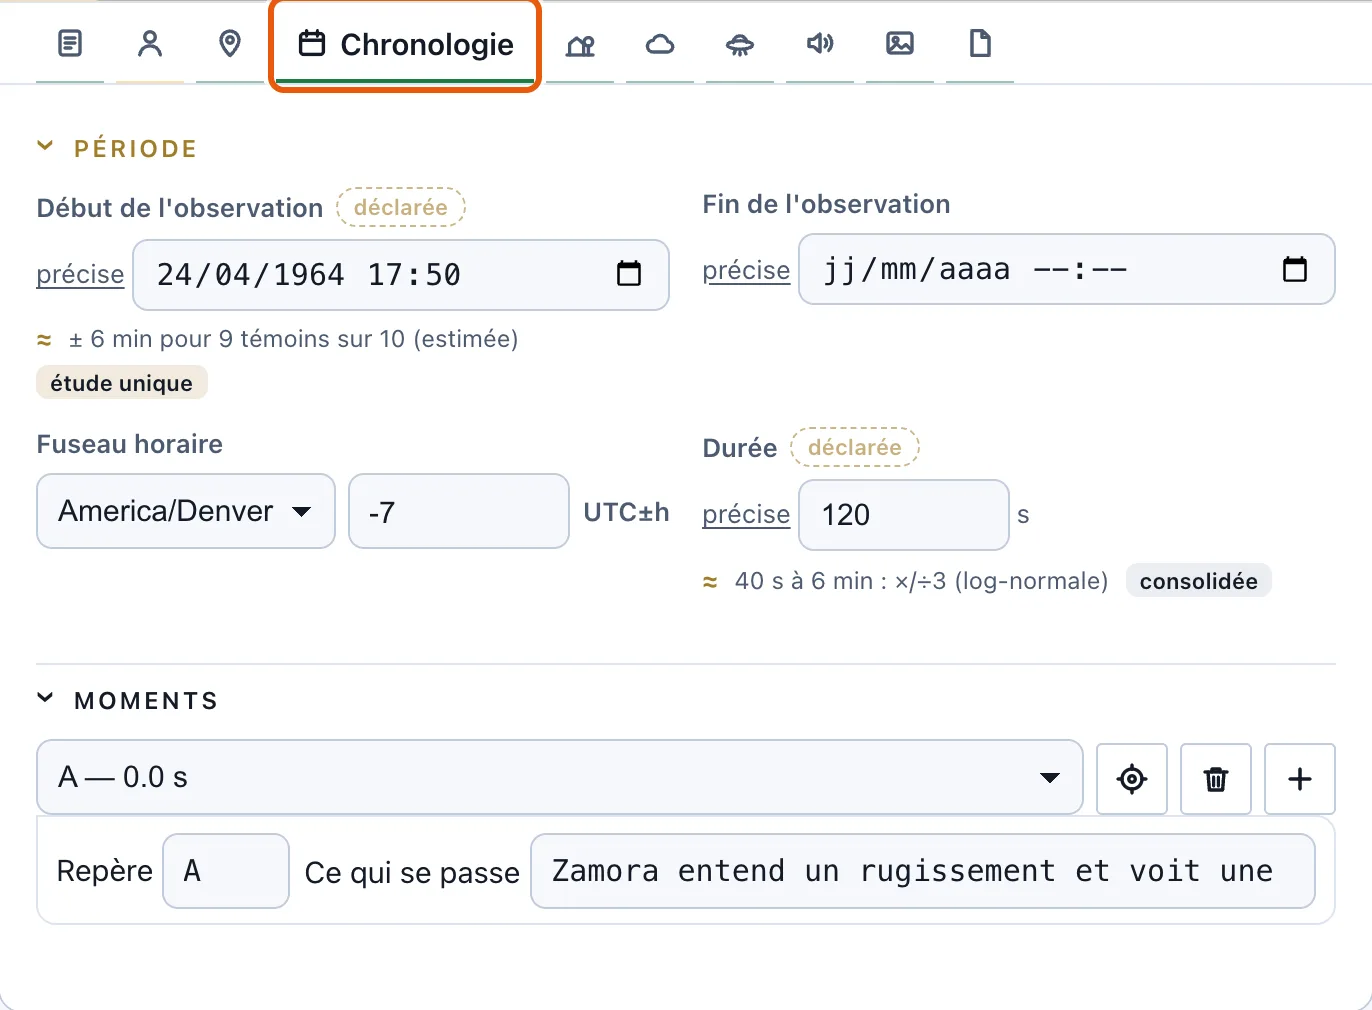 Chronologie
PÉRIODE
Début de l'observation déclarée
précise 24/04/1964 17:50
≈ ± 6 min pour 9 témoins sur 10 (estimée)
étude unique
Fin de l'observation
précise jj/mm/aaaa --:--
Fuseau horaire
America/Denver -7 UTC±h
Durée déclarée
précise 120 s
≈ 40 s à 6 min : ×/÷3 (log-normale) consolidée
MOMENTS
A — 0.0 s
Repère A Ce qui se passe Zamora entend un rugissement et voit une